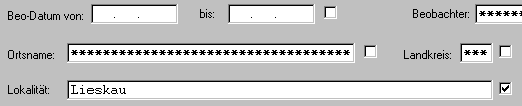 Beo-Datum von: . . bis: . . Beobachter: *****
Ortsname: ******************************** Landkreis: ***
Lokalität: Lieskau